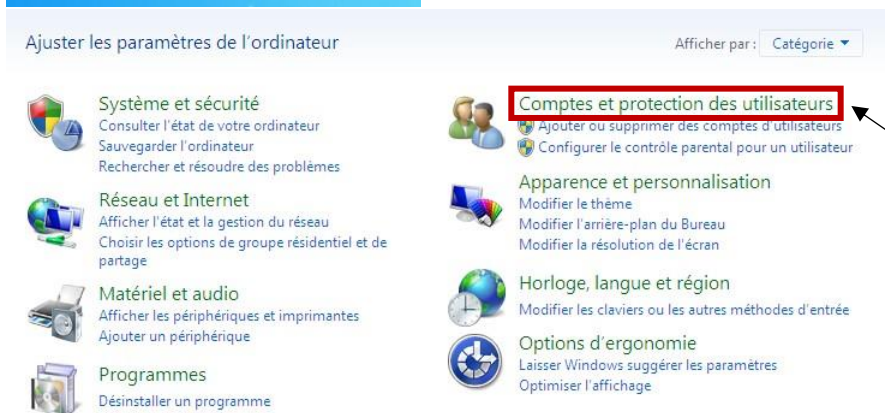 Ajuster les paramètres de l'ordinateur
Afficher par : Catégorie
Système et sécurité
Consulter l'état de votre ordinateur
Sauvegarder l'ordinateur
Rechercher et résoudre des problèmes
Réseau et Internet
Afficher l'état et la gestion du réseau
Choisir les options de groupe résidentiel et de
partage
Matériel et audio
Afficher les périphériques et imprimantes
Ajouter un périphérique
Programmes
Désinstaller un programme
Comptes et protection des utilisateurs
Ajouter ou supprimer des comptes d'utilisateurs
Configurer le contrôle parental pour un utilisateur
Apparence et personnalisation
Modifier le thème
Modifier l'arrière-plan du Bureau
Modifier la résolution de l'écran
Horloge, langue et région
Modifier les claviers ou les autres méthodes d'entrée
Options d'ergonomie
Laisser Windows suggérer les paramètres
Optimiser l'affichage